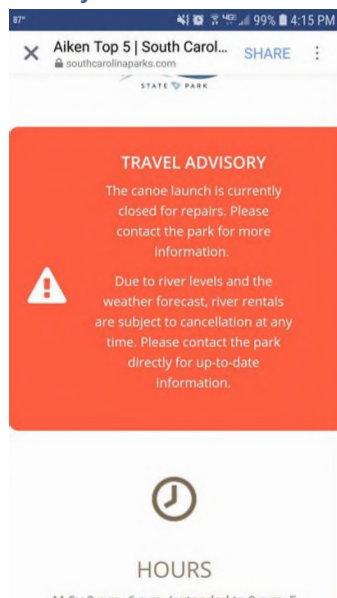 87°
4G 99% 4:15 PM
Aiken Top 5 | South Carol...
SHARE
southcarolinaparks.com
STATE PARK
TRAVEL ADVISORY
The canoe launch is currently
closed for repairs. Please
contact the park for more
information.
Due to river levels and the
weather forecast, river rentals
are subject to cancellation at any
time. Please contact the park
directly for up-to-date
information.
HOURS